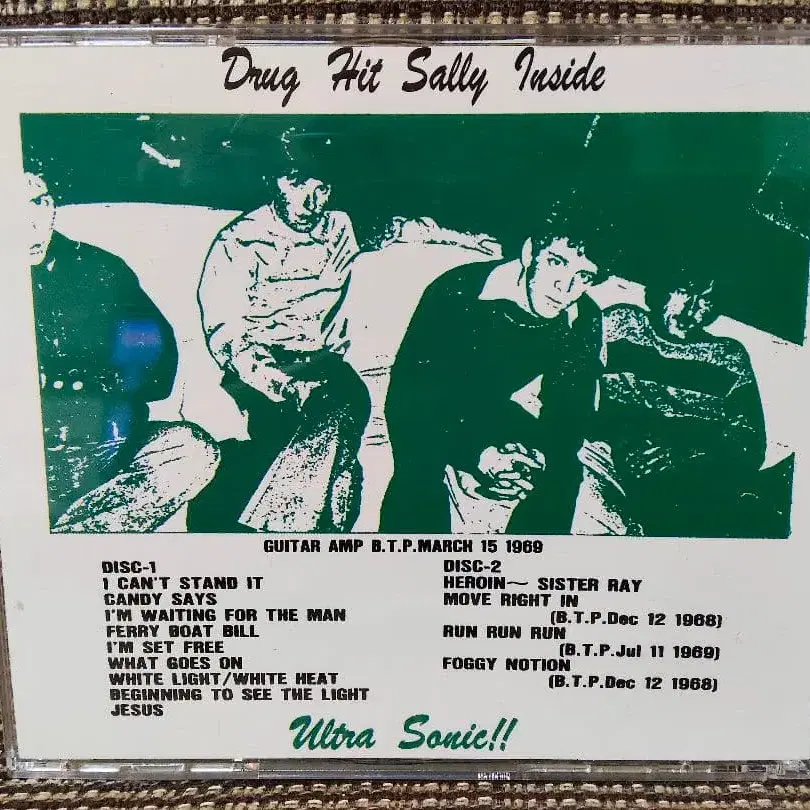 Drug Hit Sally Inside
GUITAR AMP B.T.P.MARCH 15 1969
DISC-1
I CAN'T STAND IT
CANDY SAYS
I'M WAITING FOR THE MAN
FERRY BOAT BILL
I'M SET FREE
WHAT GOES ON
WHITE LIGHT/WHITE HEAT
BEGINNING TO SEE THE LIGHT
JESUS
DISC-2
HEROIN~ SISTER RAY
MOVE RIGHT IN
(B.T.P.Dec 12 1968)
RUN RUN RUN
(B.T.P.Jul 11 1969)
FOGGY NOTION
(B.T.P.Dec 12 1968)
Ultra Sonic!!